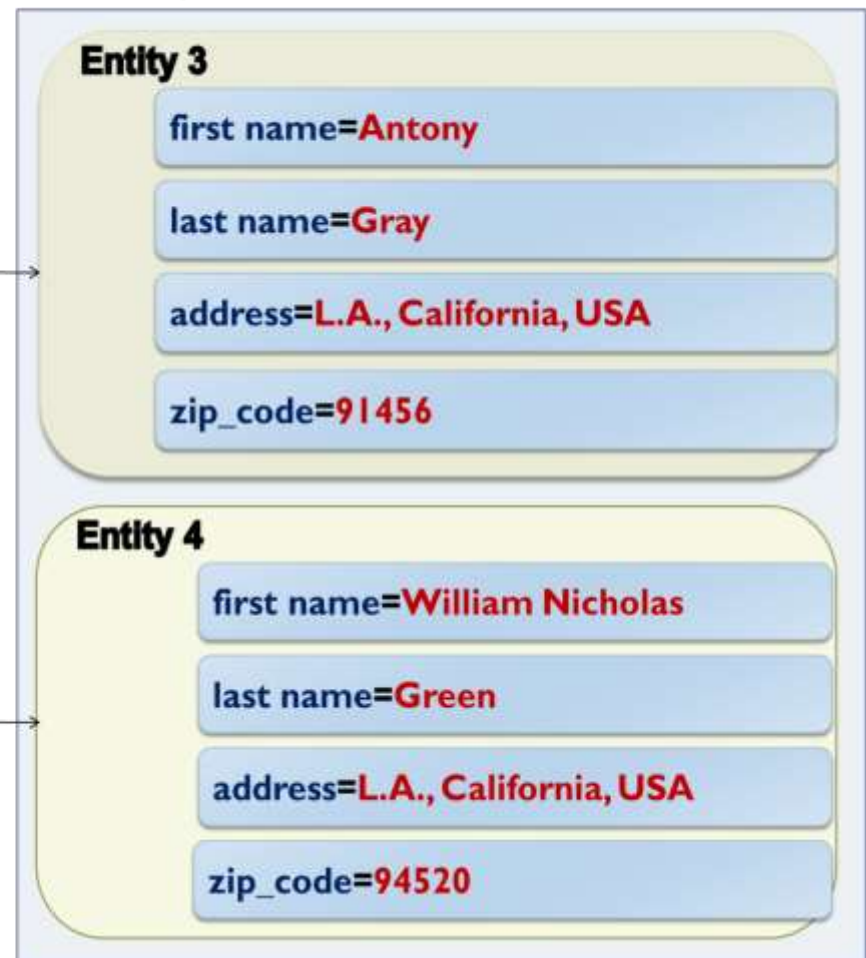 Entity 3
first name=Antony
last name=Gray
address=L.A., California, USA
zip_code=91456
Entity 4
first name=William Nicholas
last name=Green
address=L.A., California, USA
zip_code=94520